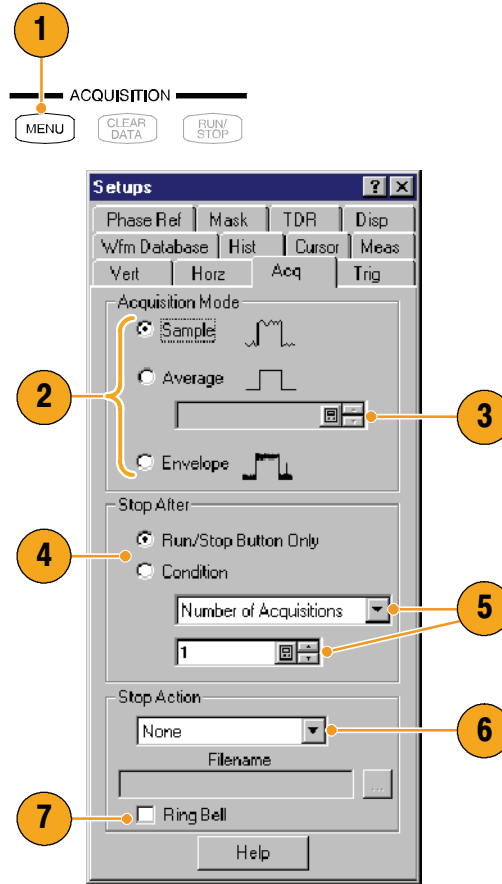 1
ACQUISITION
MENU
CLEAR
DATA
RUN/
STOP
Setups
Phase Ref Mask TDR Disp
Wfm Database Hist Cursor Meas
Vert Horz Acq Trig
Acquisition Mode
Sample
2
Average
3
Envelope
Stop After
Run/Stop Button Only
4
Condition
Number of Acquisitions
5
1
Stop Action
None
6
Filename
...
7
Ring Bell
Help